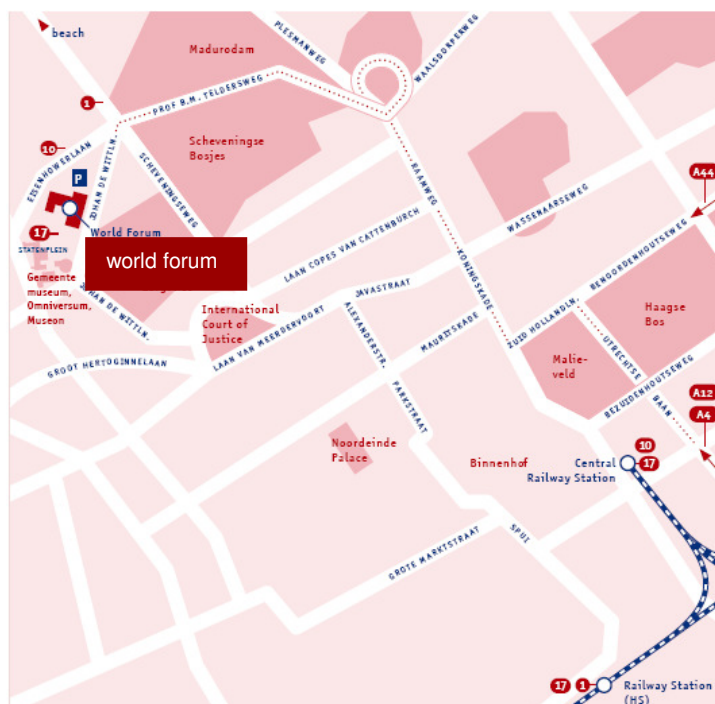 beach
PLESMANWEG
WAALSDORPERWEG
Madurodam
1
PROF B.M. TELDERSWEG
10
EISENHOWERLAAN
JOHAN DE WITTLN.
P
SCHEVENINGSEWEG
Scheveningse
Bosjes
RAAMWEG
A44
17
World Forum
STATENPLEIN
world forum
LAAN COPES VAN CATTENBURCH
WASSENAARSEWEG
KONINGSKADE
BENOORDENHOUTSEWEG
Gemeente
museum,
Omniversum,
Museon
JOHAN DE WITTLN.
International
Court of
Justice
JAVASTRAAT
LAAN VAN MEERDERVOORT
ALEXANDERSTR.
MAURITSKADE
ZUID HOLLANDLN.
Haagse
Bos
GROOT HERTOGINNELAAN
PARKSTRAAT
Malie-
veld
UTRECHTSE
BAAN
BEZUIDENHOUTSEWEG
A12
A4
Noordeinde
Palace
Binnenhof
10
17
Central
Railway Station
SPUI
GROTE MARKTSTRAAT
17 1
Railway Station
(HS)